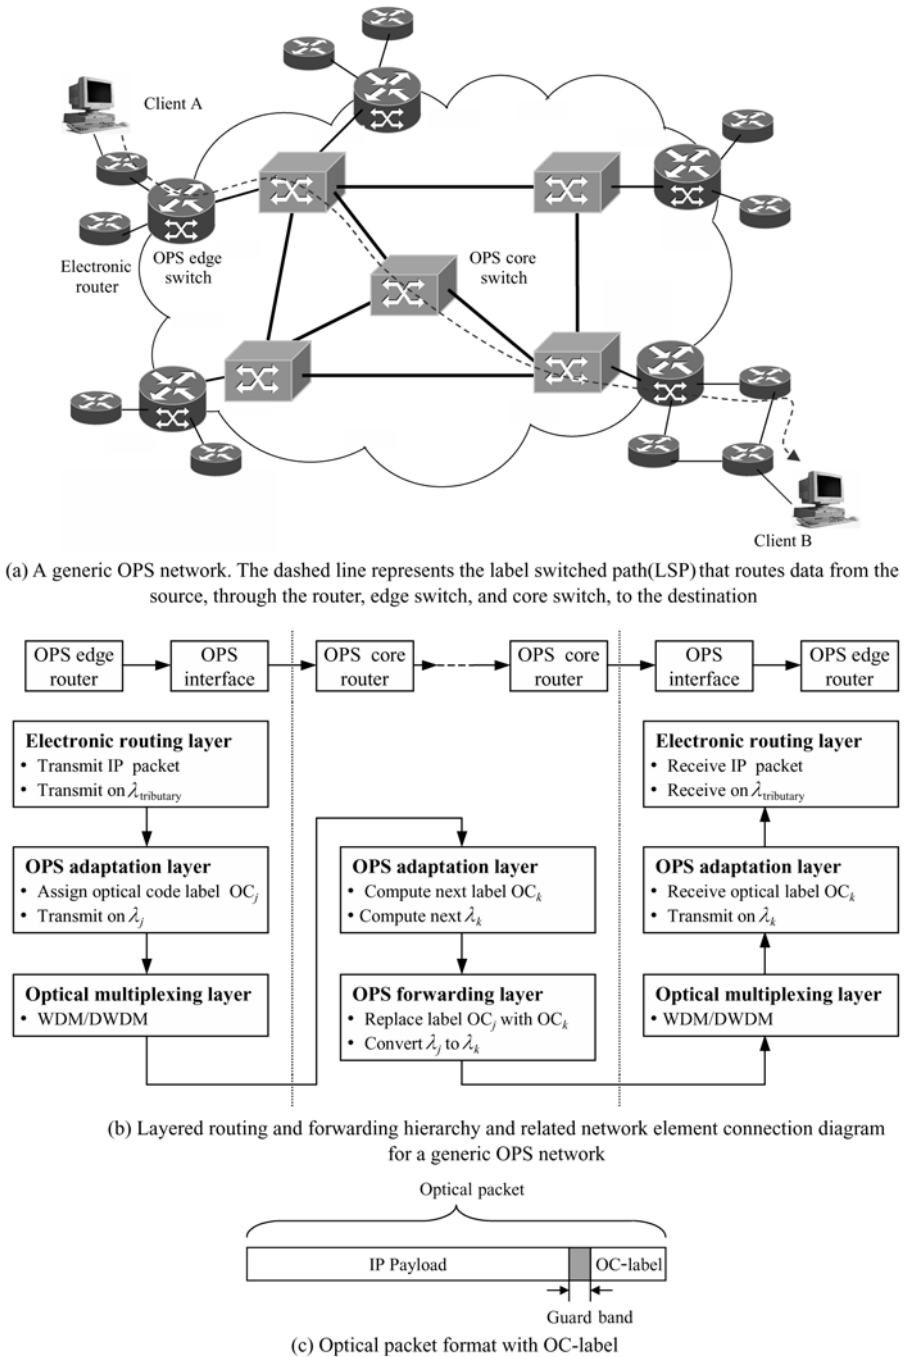 Client A
OPS edge
switch
Electronic
router
OPS core
switch
Client B
(a) A generic OPS network. The dashed line represents the label switched path(LSP) that routes data from the
source, through the router, edge switch, and core switch, to the destination
OPS edge
router
OPS
interface
OPS core
router
OPS core
router
OPS
interface
OPS edge
router
Electronic routing layer
• Transmit IP packet
• Transmit on λtributary
OPS adaptation layer
• Assign optical code label OCj
• Transmit on λj
Optical multiplexing layer
• WDM/DWDM
OPS adaptation layer
• Compute next label OCk
• Compute next λk
OPS forwarding layer
• Replace label OCj with OCk
• Convert λj to λk
Electronic routing layer
• Receive IP packet
• Receive on λtributary
OPS adaptation layer
• Receive optical label OCk
• Transmit on λk
Optical multiplexing layer
• WDM/DWDM
(b) Layered routing and forwarding hierarchy and related network element connection diagram
for a generic OPS network
Optical packet
IP Payload
OC-label
Guard band
(c) Optical packet format with OC-label